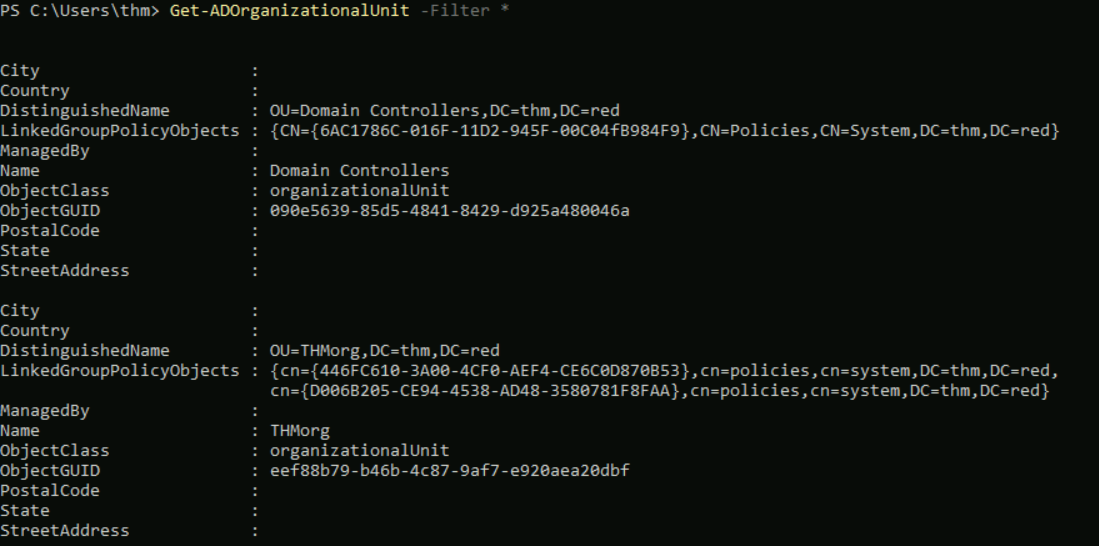 PS C:\Users\thm> Get-ADOrganizationalUnit -Filter *
City                     :
Country                  :
DistinguishedName        : OU=Domain Controllers,DC=thm,DC=red
LinkedGroupPolicyObjects : {CN={6AC1786C-016F-11D2-945F-00C04fB984F9},CN=Policies,CN=System,DC=thm,DC=red}
ManagedBy                :
Name                     : Domain Controllers
ObjectClass              : organizationalUnit
ObjectGUID               : 090e5639-85d5-4841-8429-d925a480046a
PostalCode               :
State                    :
StreetAddress            :
City                     :
Country                  :
DistinguishedName        : OU=THMorg,DC=thm,DC=red
LinkedGroupPolicyObjects : {cn={446FC610-3A00-4CF0-AEF4-CE6C0D870B53},cn=policies,cn=system,DC=thm,DC=red,
                           cn={D006B205-CE94-4538-AD48-3580781F8FAA},cn=policies,cn=system,DC=thm,DC=red}
ManagedBy                :
Name                     : THMorg
ObjectClass              : organizationalUnit
ObjectGUID               : eef88b79-b46b-4c87-9af7-e920aea20dbf
PostalCode               :
State                    :
StreetAddress            :